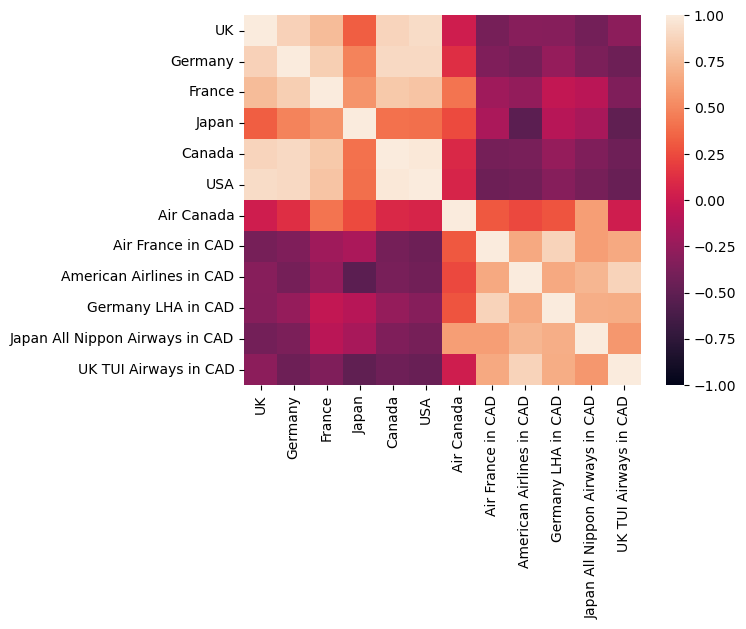 UK
Germany
France
Japan
Canada
USA
Air Canada
Air France in CAD
American Airlines in CAD
Germany LHA in CAD
Japan All Nippon Airways in CAD
UK TUI Airways in CAD
UK
Germany
France
Japan
Canada
USA
Air Canada
Air France in CAD
American Airlines in CAD
Germany LHA in CAD
Japan All Nippon Airways in CAD
UK TUI Airways in CAD
1.00
0.75
0.50
0.25
0.00
−0.25
−0.50
−0.75
−1.00